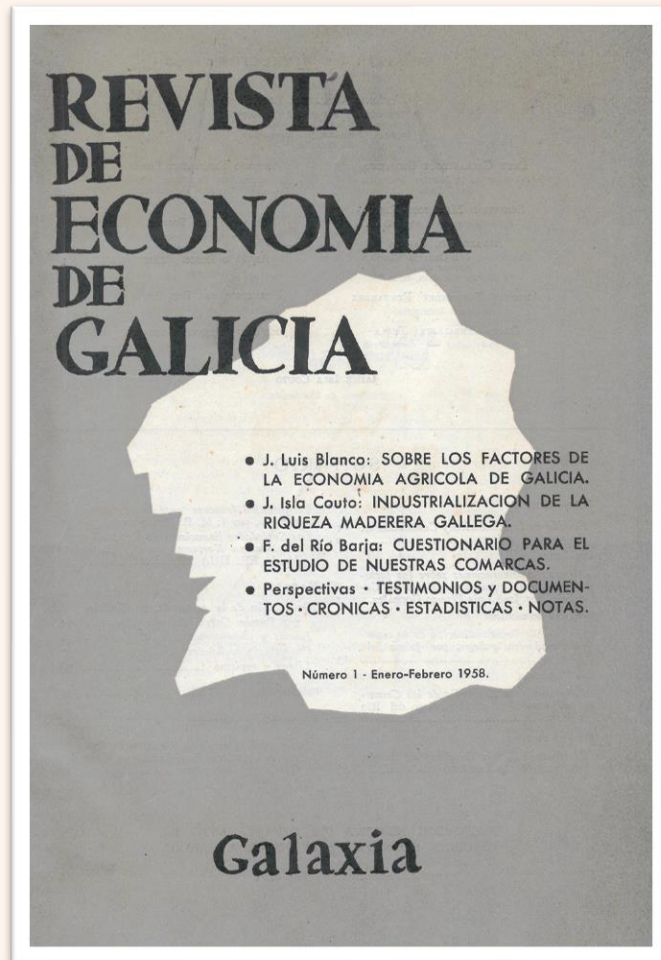 REVISTA
DE
ECONOMIA
DE
GALICIA
● J. Luis Blanco: SOBRE LOS FACTORES DE
LA ECONOMIA AGRICOLA DE GALICIA.
● J. Isla Couto: INDUSTRIALIZACION DE LA
RIQUEZA MADERERA GALLEGA.
● F. del Río Barja: CUESTIONARIO PARA EL
ESTUDIO DE NUESTRAS COMARCAS.
● Perspectivas · TESTIMONIOS y DOCUMEN-
TOS · CRONICAS · ESTADISTICAS · NOTAS.
Número 1 - Enero-Febrero 1958.
Galaxia